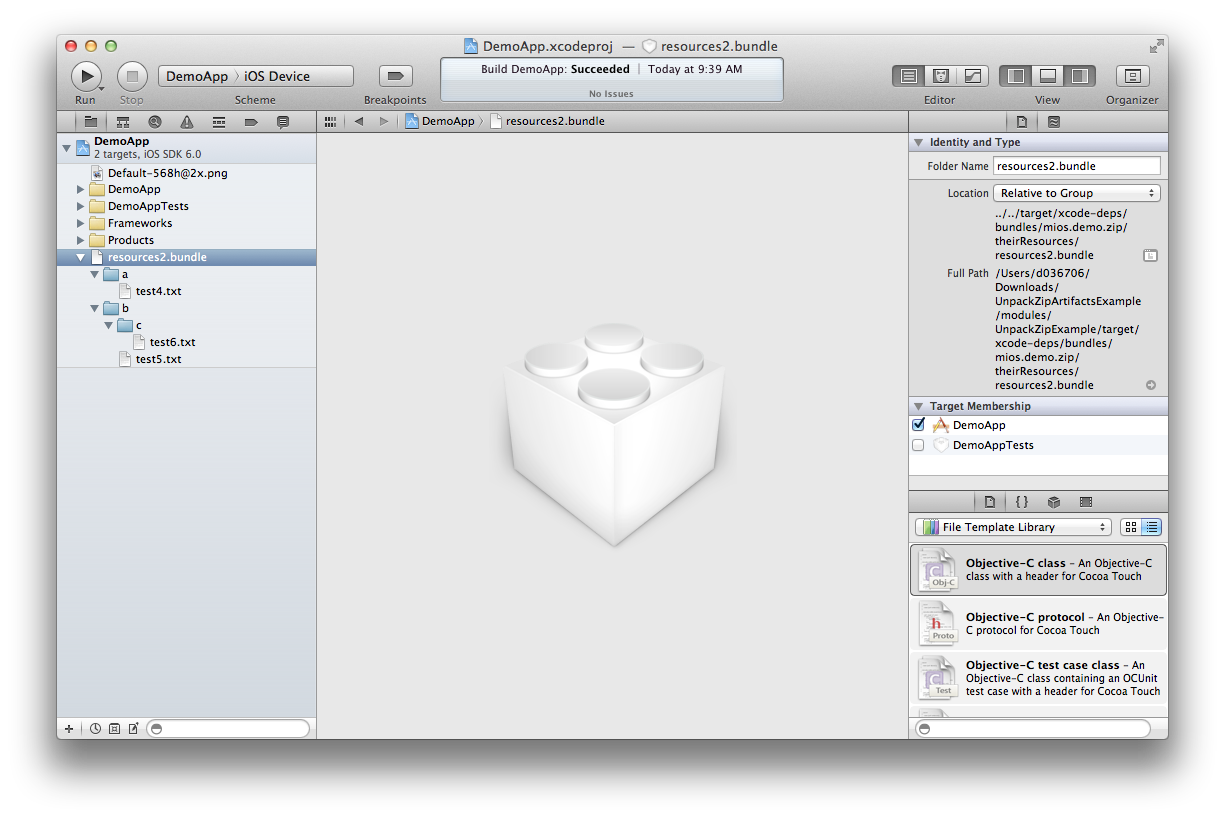 DemoApp.xcodeproj — resources2.bundle
Run
Stop
DemoApp 〉 iOS Device
Scheme
Breakpoints
Build DemoApp: Succeeded | Today at 9:39 AM
No Issues
Editor
View
Organizer
DemoApp
2 targets, iOS SDK 6.0
Default-568h@2x.png
DemoApp
DemoAppTests
Frameworks
Products
resources2.bundle
a
test4.txt
b
c
test6.txt
test5.txt
DemoApp 〉 resources2.bundle
Identity and Type
Folder Name resources2.bundle
Location Relative to Group
../../target/xcode-deps/
bundles/mios.demo.zip/
theirResources/
resources2.bundle
Full Path /Users/d036706/
Downloads/
UnpackZipArtifactsExample
/modules/
UnpackZipExample/target/
xcode-deps/bundles/
mios.demo.zip/
theirResources/
resources2.bundle
Target Membership
DemoApp
DemoAppTests
{ }
File Template Library
Obj-C
Objective-C class – An Objective-C
class with a header for Cocoa Touch
h
Proto
Objective-C protocol – An Objective-
C protocol for Cocoa Touch
Test
Objective-C test case class – An
Objective-C class containing an OCUnit
test case with a header for Cocoa Touch